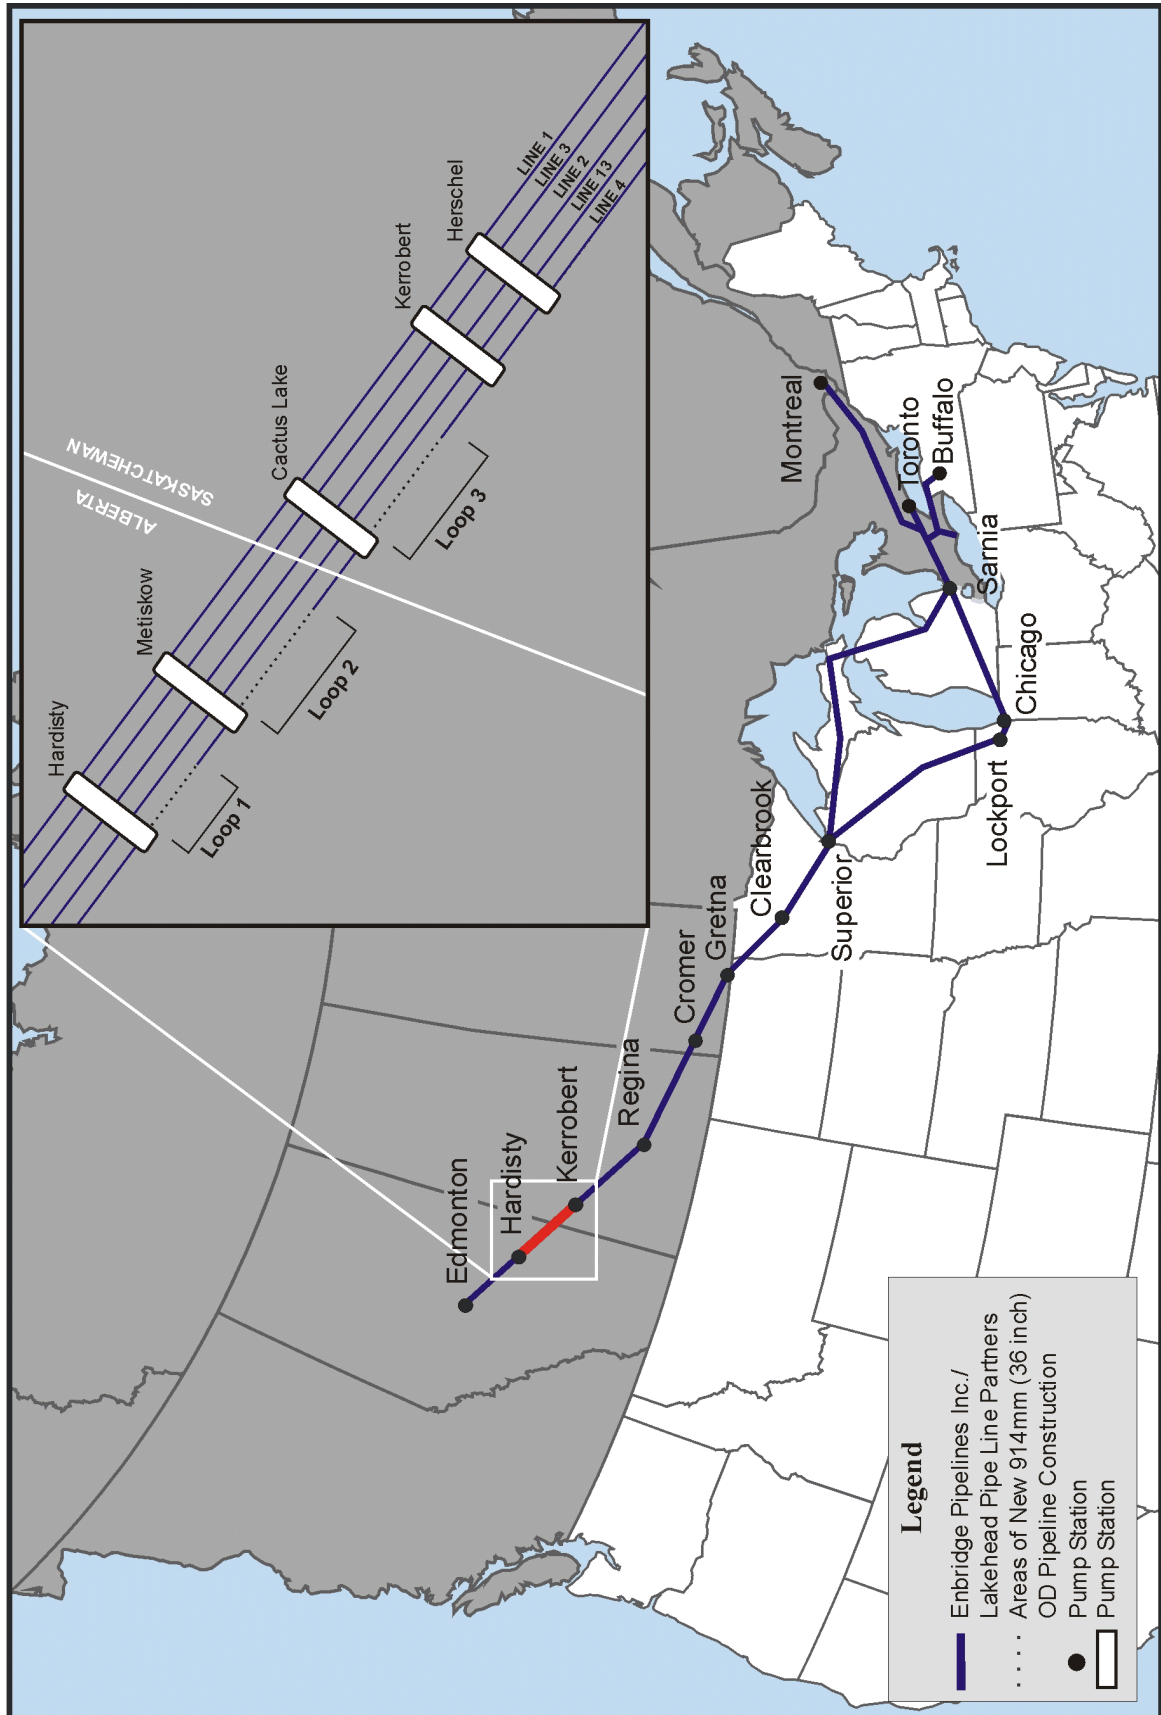 Hardisty
Metiskow
Cactus Lake
Kerrobert
Herschel
LINE 1
LINE 3
LINE 2
LINE 13
LINE 4
ALBERTA
SASKATCHEWAN
Loop 1
Loop 2
Loop 3
Edmonton
Hardisty
Kerrobert
Regina
Cromer
Gretna
Clearbrook
Superior
Lockport
Chicago
Sarnia
Toronto
Buffalo
Montreal
Legend
Enbridge Pipelines Inc./
Lakehead Pipe Line Partners
Areas of New 914mm (36 inch)
OD Pipeline Construction
Pump Station
Pump Station